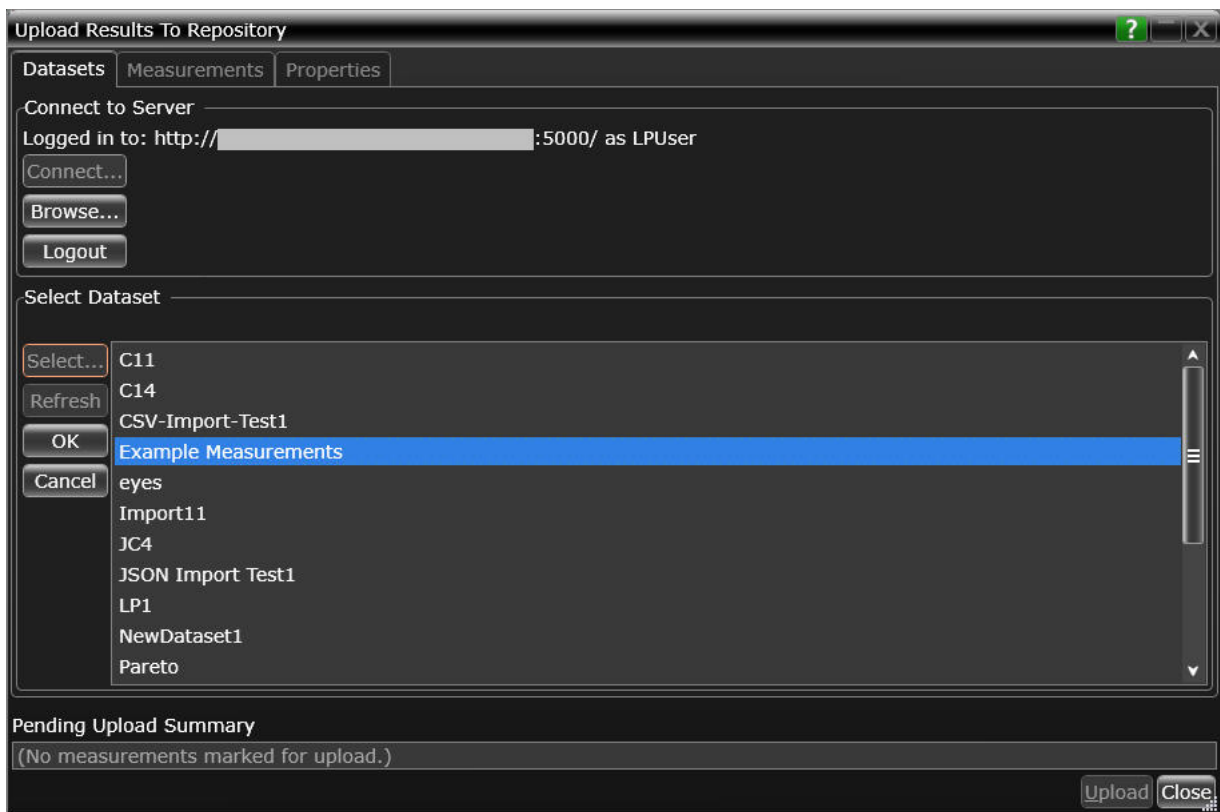 Upload Results To Repository ? X
Datasets Measurements Properties
Connect to Server
Logged in to: http:// :5000/ as LPUser
Connect...
Browse...
Logout
Select Dataset
Select...
Refresh
OK
Cancel
C11
C14
CSV-Import-Test1
Example Measurements
eyes
Import11
JC4
JSON Import Test1
LP1
NewDataset1
Pareto
Pending Upload Summary
(No measurements marked for upload.)
Upload Close